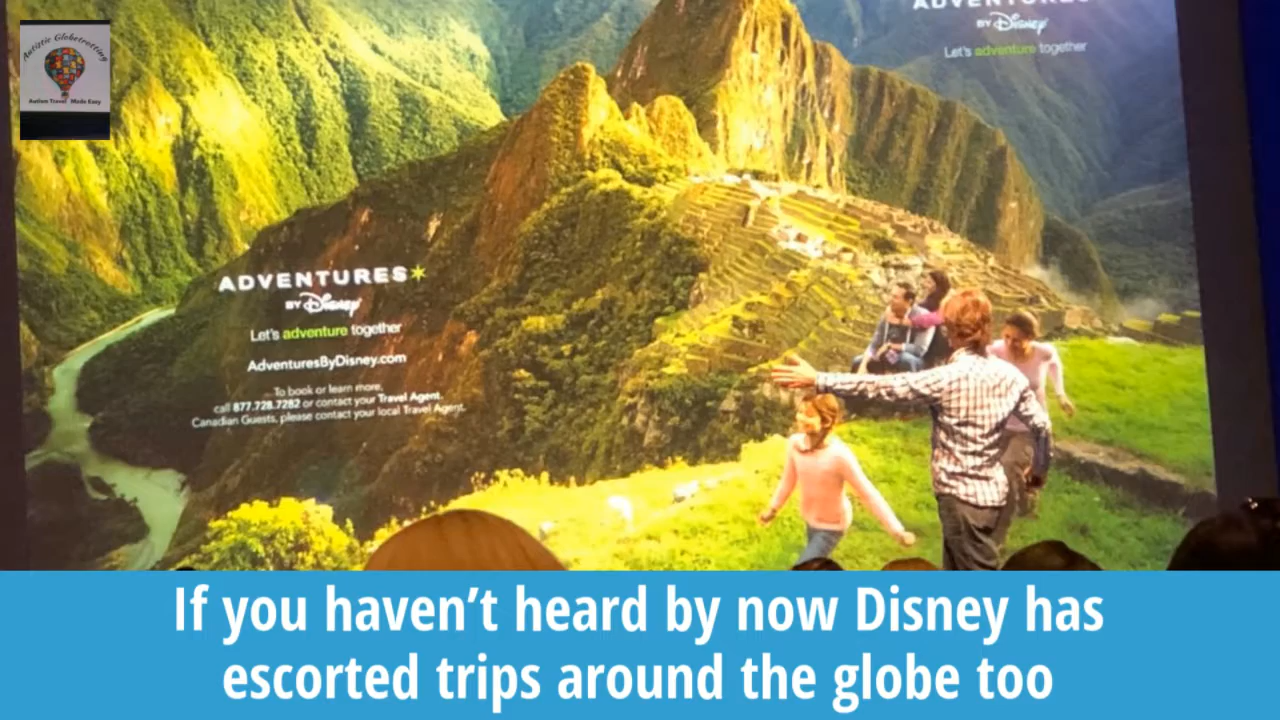 Autistic Globetrotting
Autism Travel Made Easy
ADVENTURES
BY Disney
Let's adventure together
ADVENTURES
BY Disney
Let's adventure together
AdventuresByDisney.com
To book or learn more,
call 877.728.7282 or contact your Travel Agent.
Canadian Guests, please contact your local Travel Agent.
If you haven't heard by now Disney has
escorted trips around the globe too